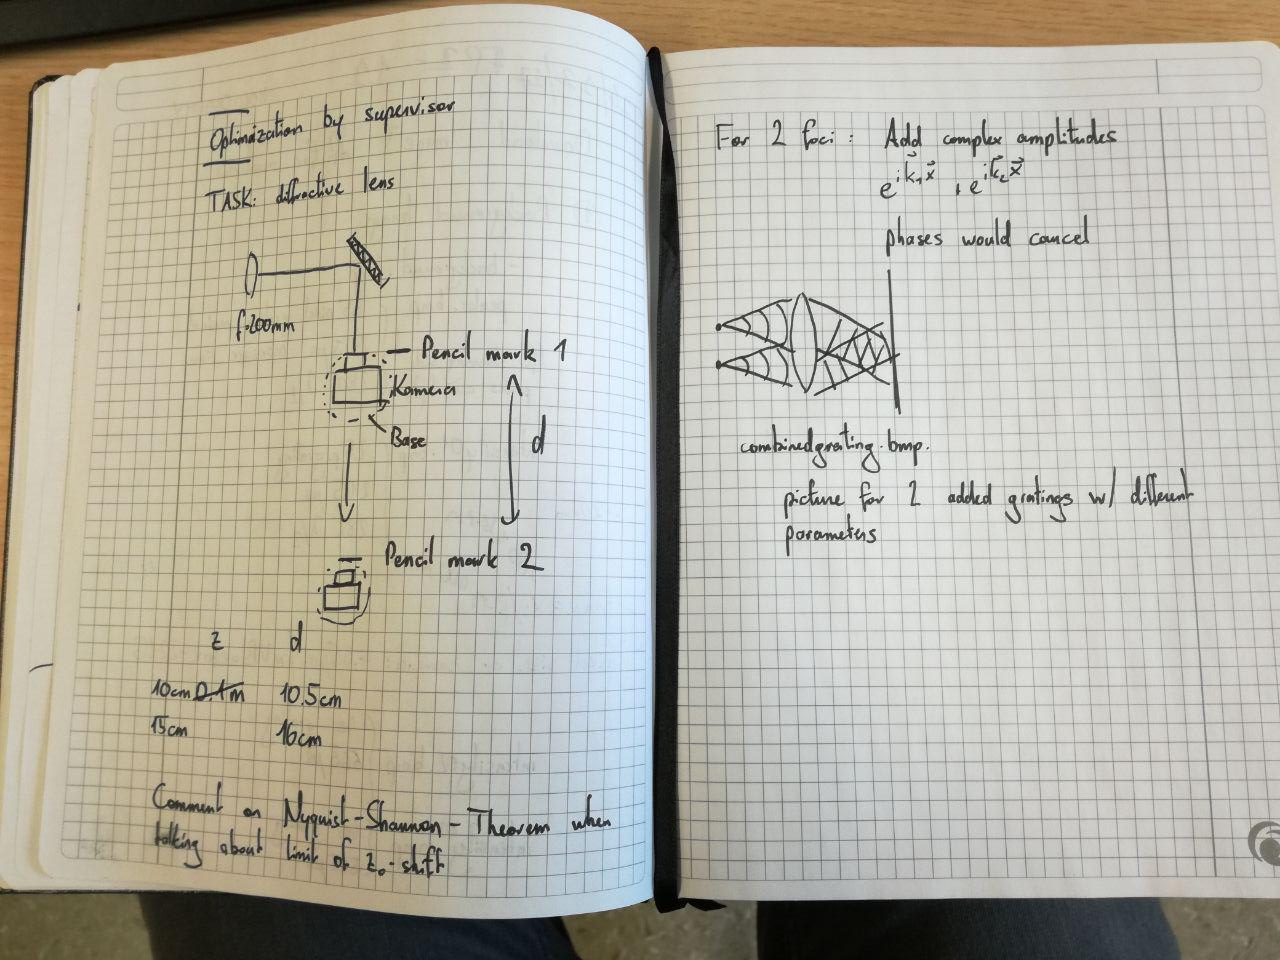 Optimization by supervisor
TASK: diffractive lens
f=200mm
Pencil mark 1
Kamera
Base
d
Pencil mark 2
z d
10cm 0.1m 10.5cm
15cm 16cm
Comment on Nyquist-Shannon-Theorem when
talking about limit of z₀-shift
For 2 foci: Add complex amplitudes
e^{i\vec{k}_1\vec{x}} + e^{i\vec{k}_2\vec{x}}
phases would cancel
combinedgrating.bmp.
picture for 2 added gratings w/ different
parameters